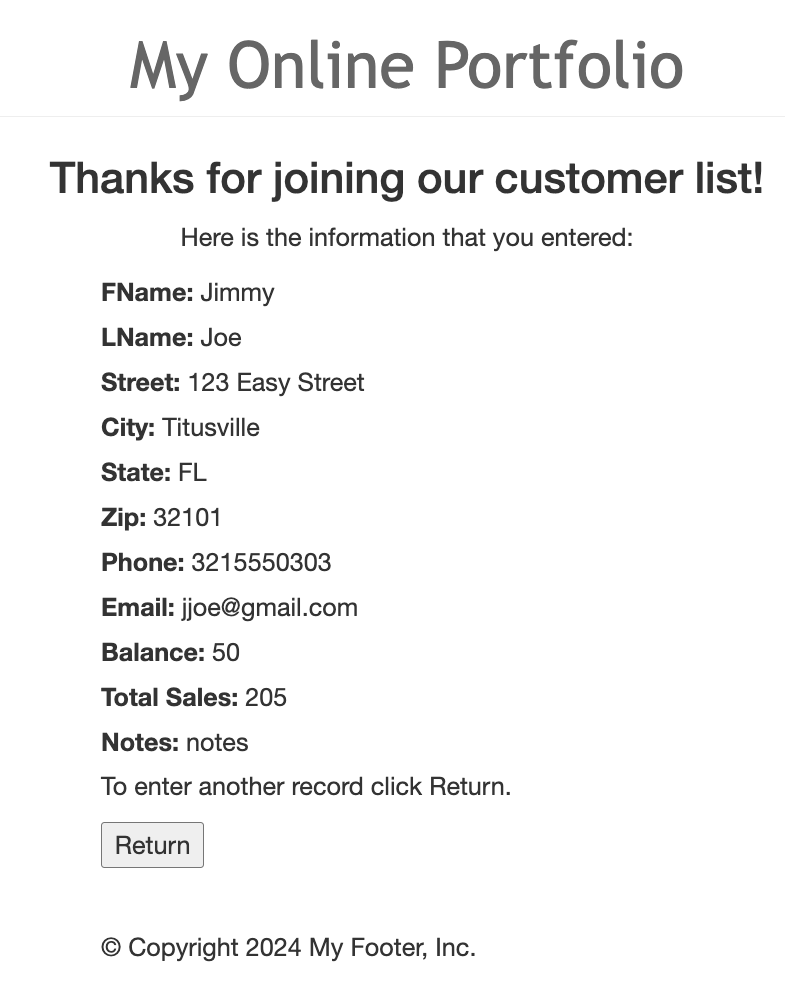 My Online Portfolio
Thanks for joining our customer list!
Here is the information that you entered:
FName: Jimmy
LName: Joe
Street: 123 Easy Street
City: Titusville
State: FL
Zip: 32101
Phone: 3215550303
Email: jjoe@gmail.com
Balance: 50
Total Sales: 205
Notes: notes
To enter another record click Return.
Return
© Copyright 2024 My Footer, Inc.